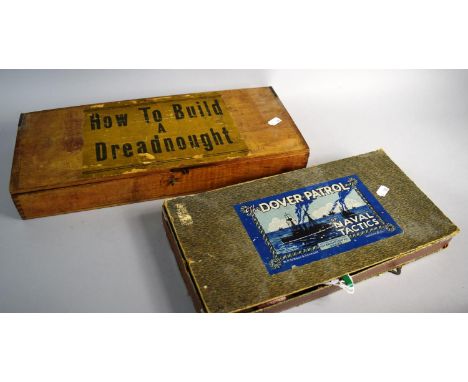 How To Build
A
Dreadnought
DOVER PATROL
NAVAL
TACTICS